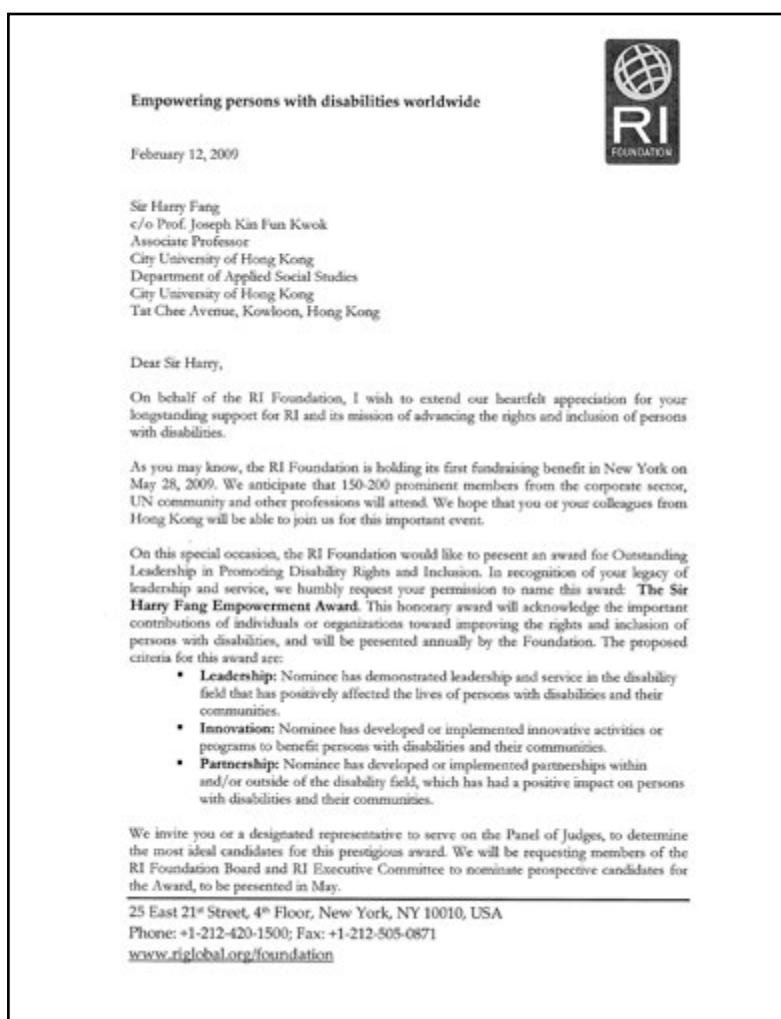 Empowering persons with disabilities worldwide
RI
FOUNDATION
February 12, 2009
Sir Harry Fang
c/o Prof. Joseph Kin Fun Kwok
Associate Professor
City University of Hong Kong
Department of Applied Social Studies
City University of Hong Kong
Tat Chee Avenue, Kowloon, Hong Kong
Dear Sir Harry,
On behalf of the RI Foundation, I wish to extend our heartfelt appreciation for your
longstanding support for RI and its mission of advancing the rights and inclusion of persons
with disabilities.
As you may know, the RI Foundation is holding its first fundraising benefit in New York on
May 28, 2009. We anticipate that 150-200 prominent members from the corporate sector,
UN community and other professions will attend. We hope that you or your colleagues from
Hong Kong will be able to join us for this important event.
On this special occasion, the RI Foundation would like to present an award for Outstanding
Leadership in Promoting Disability Rights and Inclusion. In recognition of your legacy of
leadership and service, we humbly request your permission to name this award: The Sir
Harry Fang Empowerment Award. This honorary award will acknowledge the important
contributions of individuals or organizations toward improving the rights and inclusion of
persons with disabilities, and will be presented annually by the Foundation. The proposed
criteria for this award are:
▪ Leadership: Nominee has demonstrated leadership and service in the disability
field that has positively affected the lives of persons with disabilities and their
communities.
▪ Innovation: Nominee has developed or implemented innovative activities or
programs to benefit persons with disabilities and their communities.
▪ Partnership: Nominee has developed or implemented partnerships within
and/or outside of the disability field, which has had a positive impact on persons
with disabilities and their communities.
We invite you or a designated representative to serve on the Panel of Judges, to determine
the most ideal candidates for this prestigious award. We will be requesting members of the
RI Foundation Board and RI Executive Committee to nominate prospective candidates for
the Award, to be presented in May.
25 East 21st Street, 4th Floor, New York, NY 10010, USA
Phone: +1-212-420-1500; Fax: +1-212-505-0871
www.riglobal.org/foundation